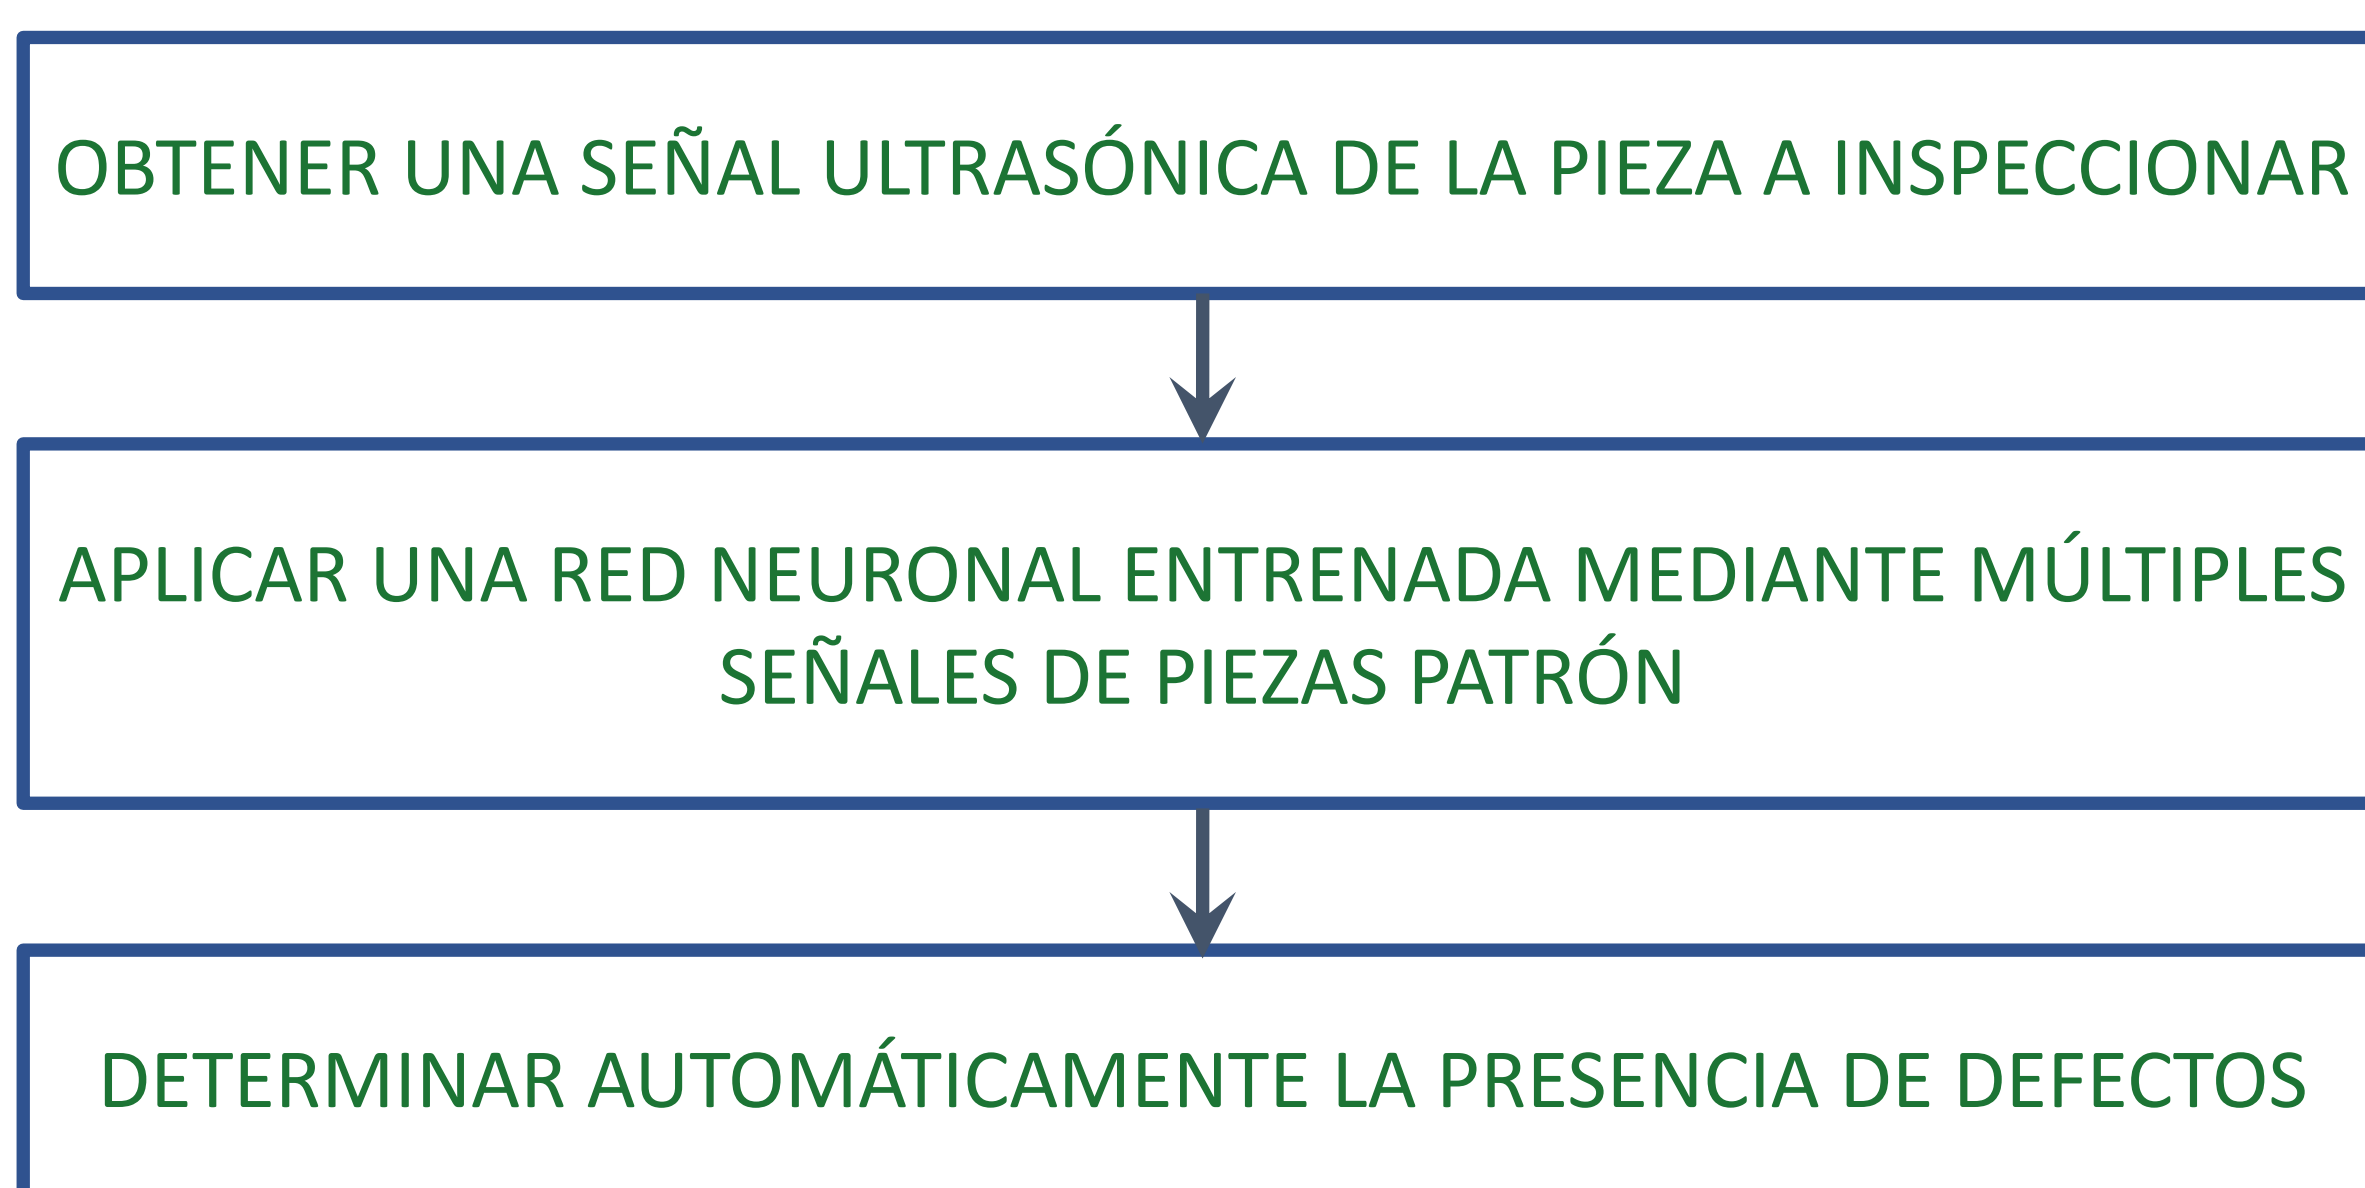 OBTENER UNA SEÑAL ULTRASÓNICA DE LA PIEZA A INSPECCIONAR
APLICAR UNA RED NEURONAL ENTRENADA MEDIANTE MÚLTIPLES
SEÑALES DE PIEZAS PATRÓN
DETERMINAR AUTOMÁTICAMENTE LA PRESENCIA DE DEFECTOS